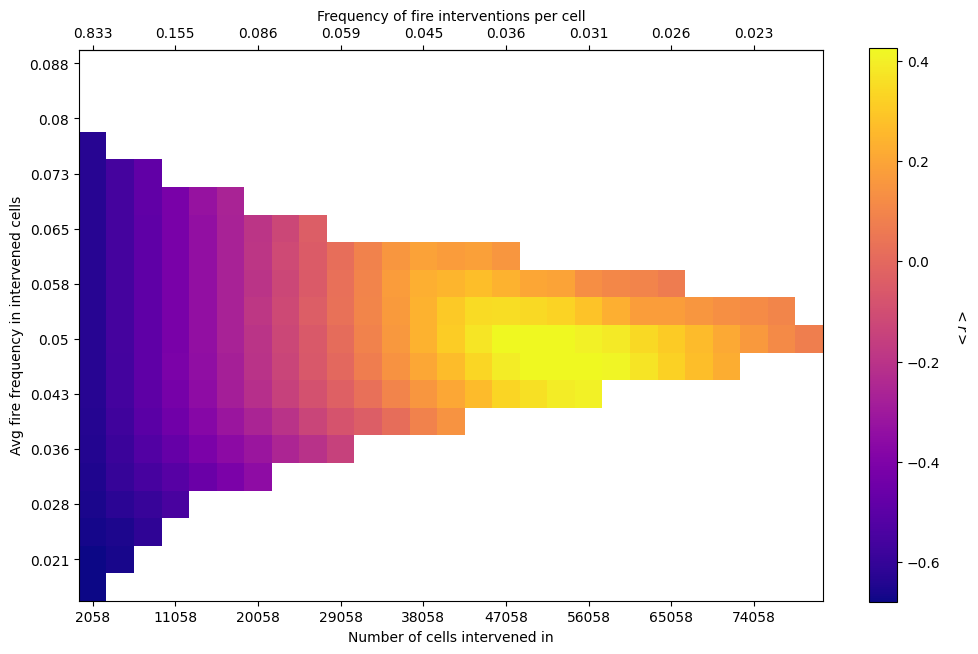 Frequency of fire interventions per cell
0.833 0.155 0.086 0.059 0.045 0.036 0.031 0.026 0.023
0.088
0.08
0.073
0.065
0.058
0.05
0.043
0.036
0.028
0.021
Avg fire frequency in intervened cells
2058 11058 20058 29058 38058 47058 56058 65058 74058
Number of cells intervened in
0.4
0.2
0.0
−0.2
−0.4
−0.6
< r >